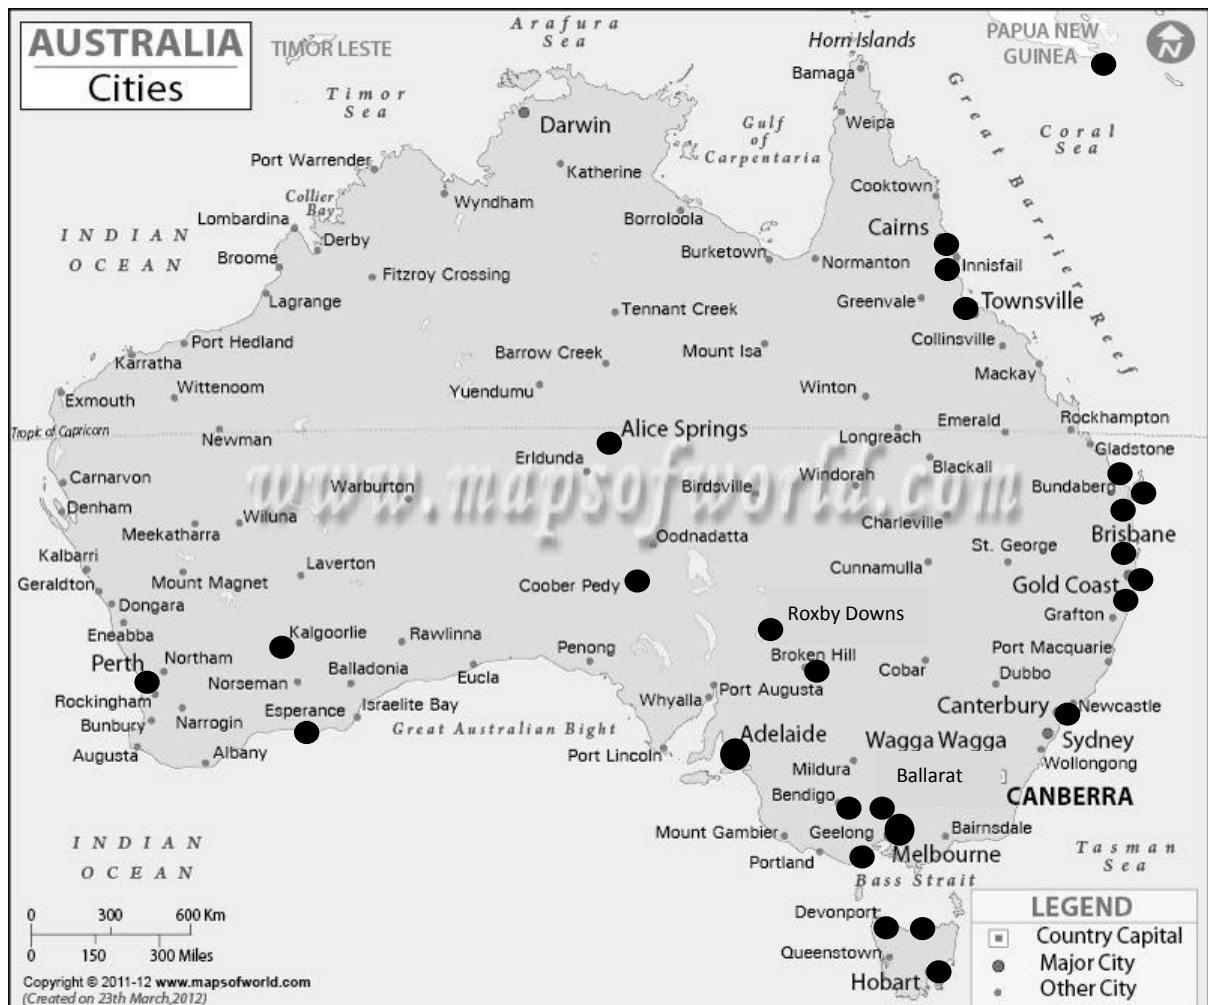 AUSTRALIA
Cities
TIMOR LESTE
Arafura
Sea
Horn Islands
PAPUA NEW
GUINEA
N
Bamaga
Timor
Sea
Darwin
Gulf
of
Carpentaria
Weipa
Great Barrier Reef
Coral
Sea
Port Warrender
Katherine
Collier
Bay
Wyndham
Cooktown
Lombardina
Borroloola
INDIAN
OCEAN
Derby
Cairns
Broome
Burketown
Normanton
Innisfail
Fitzroy Crossing
Lagrange
Greenvale
Townsville
Tennant Creek
Port Hedland
Collinsville
Karratha
Barrow Creek
Mount Isa
Mackay
Wittenoom
Yuendumu
Winton
Exmouth
Tropic of Capricorn
Newman
Alice Springs
Emerald
Rockhampton
Longreach
Gladstone
Erldunda
Blackall
www.mapsofworld.com
Carnarvon
Warburton
Birdsville
Windorah
Bundaberg
Denham
Wiluna
Charleville
Meekatharra
Oodnadatta
St. George
Brisbane
Kalbarri
Laverton
Cunnamulla
Geraldton
Mount Magnet
Coober Pedy
Gold Coast
Dongara
Roxby Downs
Grafton
Eneabba
Kalgoorlie
Rawlinna
Penong
Broken Hill
Port Macquarie
Perth
Northam
Balladonia
Cobar
Dubbo
Norseman
Eucla
Port Augusta
Rockingham
Whyalla
Canterbury
Newcastle
Esperance
Israelite Bay
Bunbury
Narrogin
Great Australian Bight
Adelaide
Wagga Wagga
Sydney
Augusta
Albany
Port Lincoln
Mildura
Wollongong
Ballarat
Bendigo
CANBERRA
INDIAN
OCEAN
Mount Gambier
Geelong
Bairnsdale
Portland
Melbourne
Tasman
Sea
Bass Strait
Devonport
Queenstown
Hobart
0 300 600 Km
0 150 300 Miles
Copyright © 2011-12 www.mapsofworld.com
(Created on 23th March,2012)
LEGEND
Country Capital
Major City
Other City